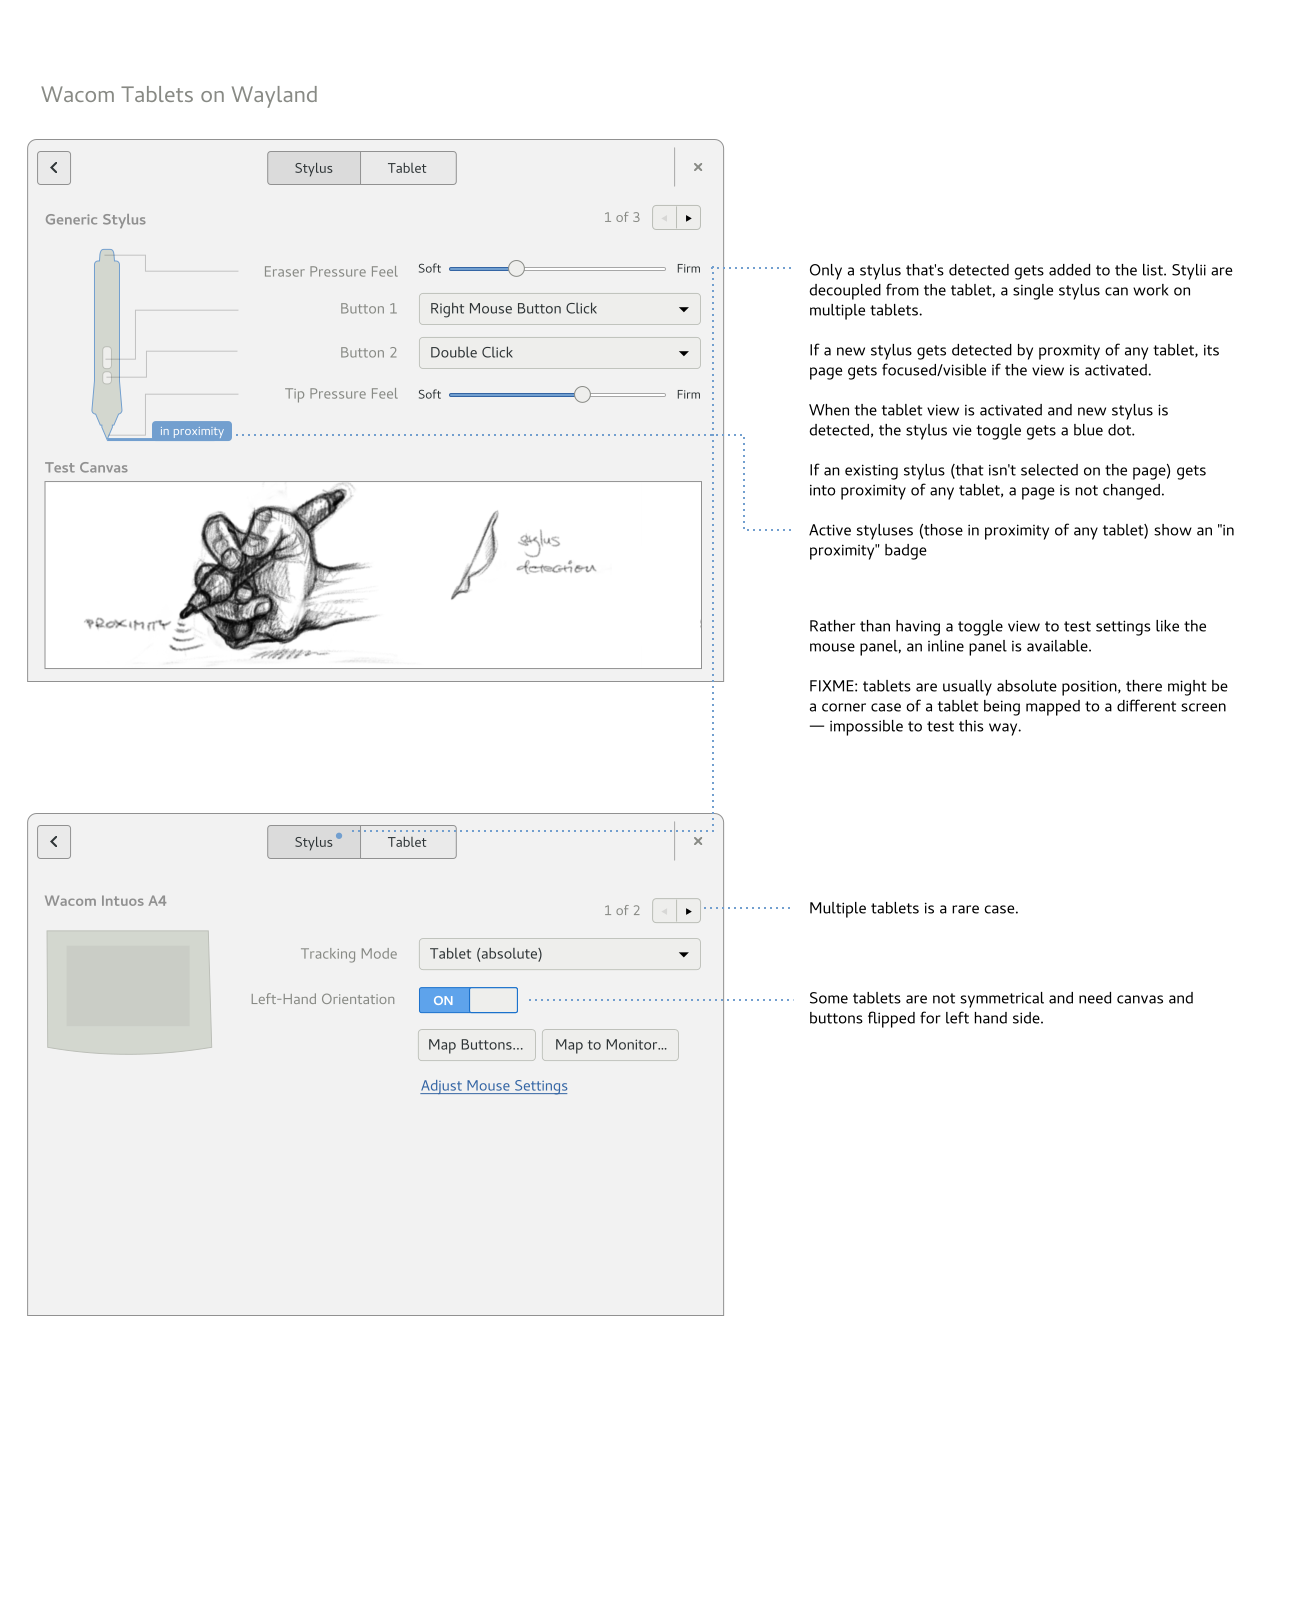 Wacom Tablets on Wayland
Stylus Tablet ×
Generic Stylus 1 of 3
Eraser Pressure Feel Soft Firm
Button 1 Right Mouse Button Click
Button 2 Double Click
Tip Pressure Feel Soft Firm
in proximity
Test Canvas
stylus
detection
PROXIMITY
Only a stylus that's detected gets added to the list. Stylii are
decoupled from the tablet, a single stylus can work on
multiple tablets.
If a new stylus gets detected by proxmity of any tablet, its
page gets focused/visible if the view is activated.
When the tablet view is activated and new stylus is
detected, the stylus vie toggle gets a blue dot.
If an existing stylus (that isn't selected on the page) gets
into proximity of any tablet, a page is not changed.
Active styluses (those in proximity of any tablet) show an "in
proximity" badge
Rather than having a toggle view to test settings like the
mouse panel, an inline panel is available.
FIXME: tablets are usually absolute position, there might be
a corner case of a tablet being mapped to a different screen
— impossible to test this way.
Stylus Tablet ×
Wacom Intuos A4
1 of 2
Tracking Mode Tablet (absolute)
Left-Hand Orientation ON
Map Buttons... Map to Monitor...
Adjust Mouse Settings
Multiple tablets is a rare case.
Some tablets are not symmetrical and need canvas and
buttons flipped for left hand side.